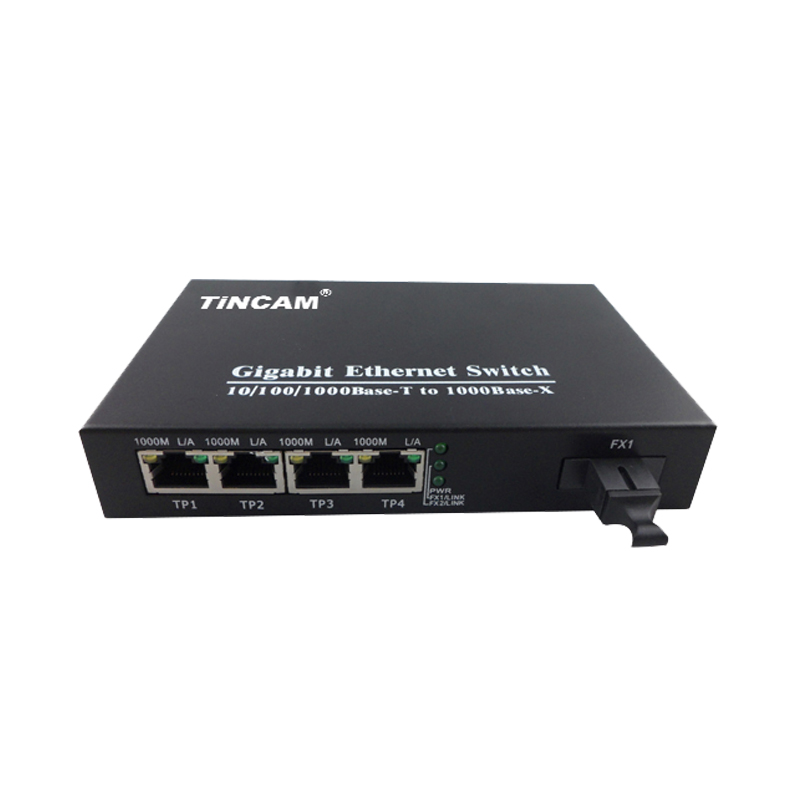 TiNCAM®
Gigabit Ethernet Switch
10/100/1000Base-T to 1000Base-X
1000M L/A 1000M L/A 1000M L/A 1000M L/A
FX1
TP1 TP2 TP3 TP4
PWR
FX1/LINK
FX2/LINK